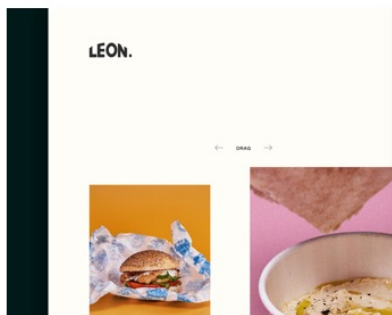 LEON.
← DRAG →